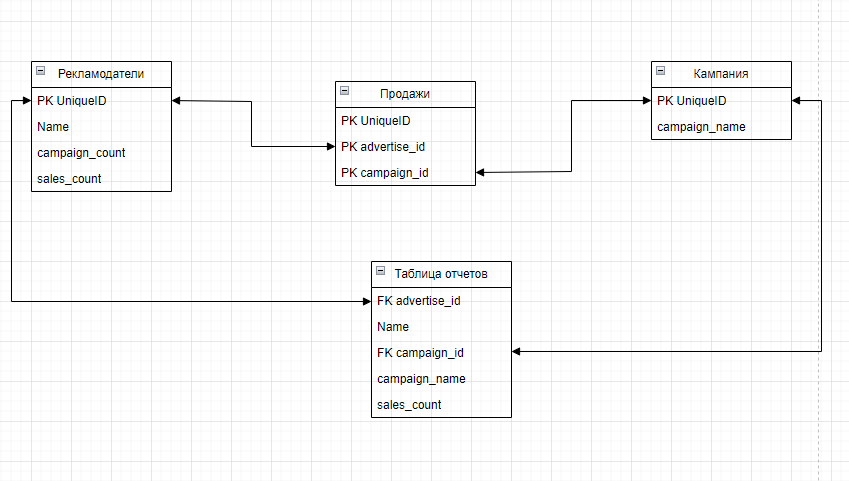 Рекламодатели
PK UniqueID
Name
campaign_count
sales_count
Продажи
PK UniqueID
PK advertise_id
PK campaign_id
Кампания
PK UniqueID
campaign_name
Таблица отчетов
FK advertise_id
Name
FK campaign_id
campaign_name
sales_count